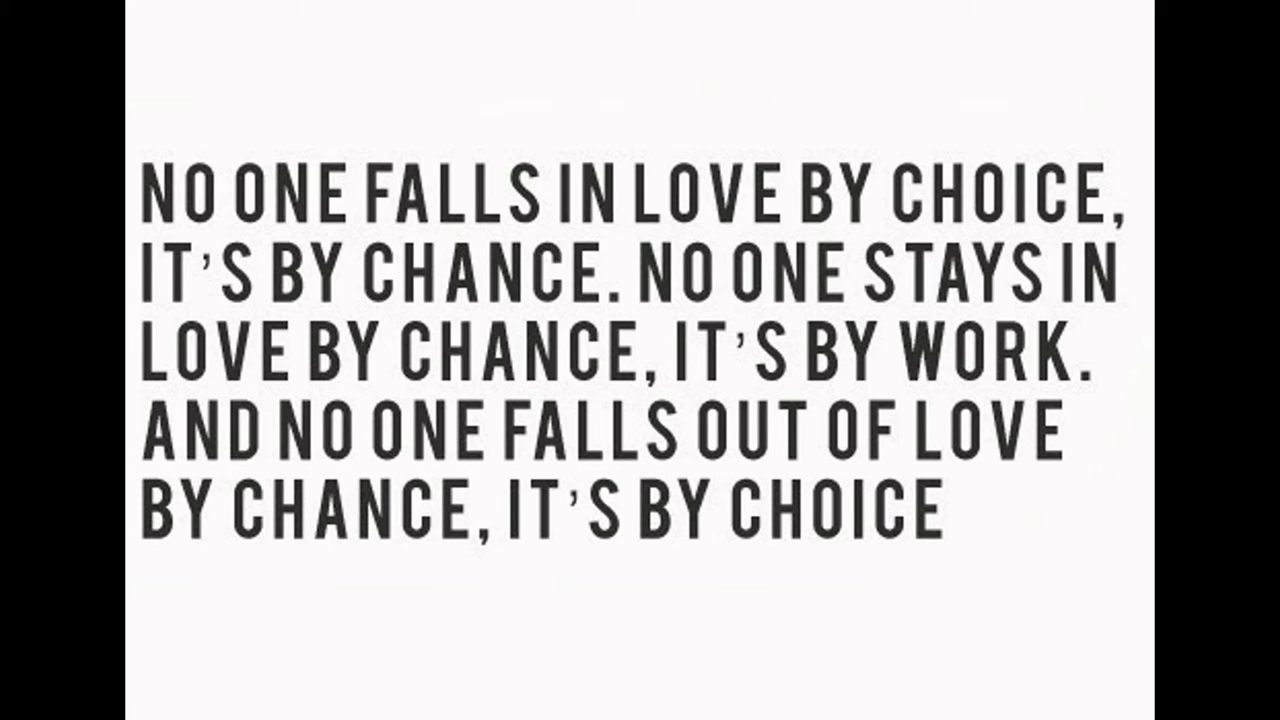 NO ONE FALLS IN LOVE BY CHOICE,
IT'S BY CHANCE. NO ONE STAYS IN
LOVE BY CHANCE, IT'S BY WORK.
AND NO ONE FALLS OUT OF LOVE
BY CHANCE, IT'S BY CHOICE